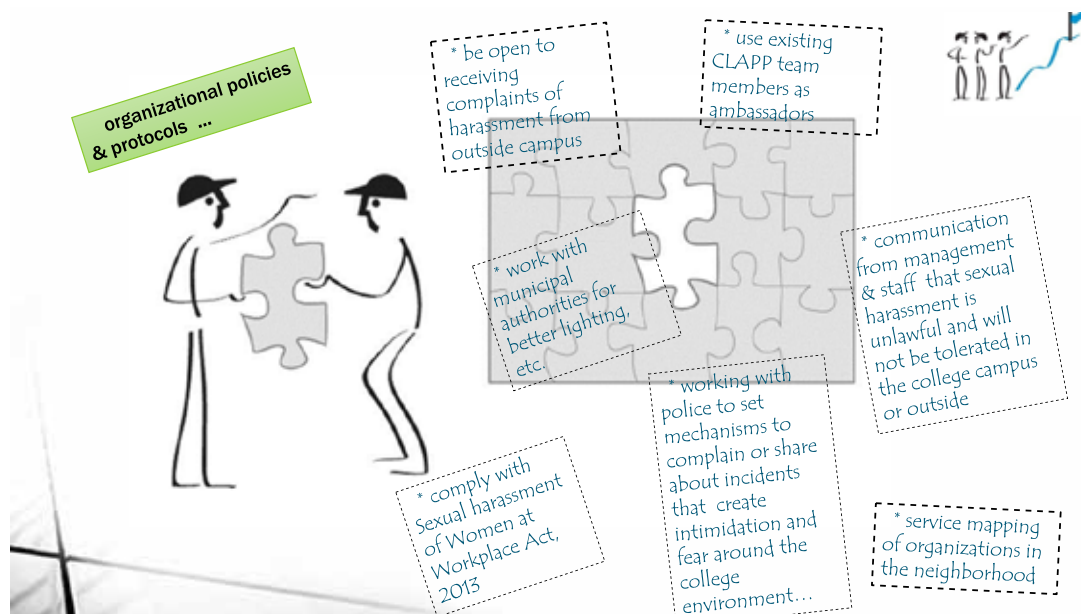 organizational policies
& protocols ...
* be open to
receiving
complaints of
harassment from
outside campus
* use existing
CLAPP team
members as
ambassadors
* work with
municipal
authorities for
better lighting,
etc.
* communication
from management
& staff that sexual
harassment is
unlawful and will
not be tolerated in
the college campus
or outside
* working with
police to set
mechanisms to
complain or share
about incidents
that create
intimidation and
fear around the
college
environment...
* comply with
Sexual harassment
of Women at
Workplace Act,
2013
* service mapping
of organizations in
the neighborhood